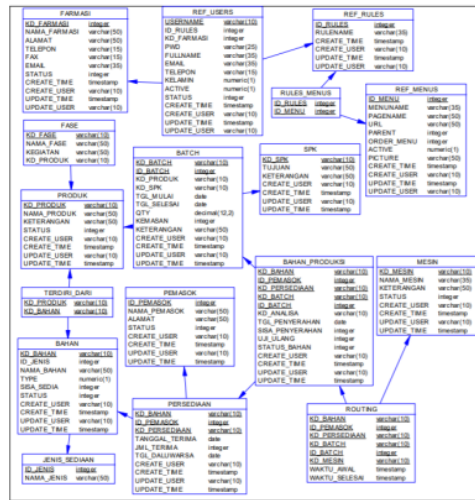 FARMASI
KD_FARMASI integer
NAMA_FARMASI varchar(50)
ALAMAT varchar(50)
TELEPON varchar(15)
FAX varchar(10)
EMAIL varchar(35)
STATUS integer
CREATE_TIME timestamp
CREATE_USER varchar(10)
UPDATE_TIME timestamp
UPDATE_USER varchar(10)
REF_USERS
USERNAME varchar(10)
ID_RULES integer
KD_FARMASI integer
PWD varchar(25)
FULLNAME varchar(35)
EMAIL varchar(35)
TELEPON varchar(15)
KELAMIN numeric(1)
ACTIVE numeric(1)
STATUS integer
CREATE_TIME timestamp
CREATE_USER varchar(10)
UPDATE_TIME timestamp
UPDATE_USER varchar(10)
REF_RULES
ID_RULES integer
RULENAME varchar(35)
CREATE_TIME timestamp
CREATE_USER varchar(10)
UPDATE_TIME timestamp
UPDATE_USER varchar(10)
RULES_MENUS
ID_RULES integer
ID_MENU integer
REF_MENUS
ID_MENU integer
MENUNAME varchar(35)
PAGENAME varchar(50)
URL varchar(50)
PARENT integer
ORDER_MENU integer
ACTIVE numeric(1)
PICTURE varchar(50)
CREATE_TIME timestamp
CREATE_USER varchar(10)
UPDATE_TIME timestamp
UPDATE_USER varchar(10)
FASE
KD_FASE varchar(10)
NAMA_FASE varchar(50)
KEGIATAN varchar(50)
KD_PRODUK varchar(10)
BATCH
KD_BATCH varchar(10)
ID_BATCH integer
KD_PRODUK varchar(10)
KD_SPK varchar(10)
TGL_MULAI date
TGL_SELESAI date
QTY decimal(12,2)
KEMASAN integer
KETERANGAN varchar(50)
CREATE_USER varchar(10)
CREATE_TIME timestamp
UPDATE_USER varchar(10)
UPDATE_TIME timestamp
SPK
KD_SPK varchar(10)
TUJUAN varchar(50)
KETERANGAN varchar(50)
CREATE_USER varchar(10)
CREATE_TIME timestamp
UPDATE_USER varchar(10)
UPDATE_TIME timestamp
PRODUK
KD_PRODUK varchar(10)
NAMA_PRODUK varchar(50)
KETERANGAN varchar(50)
STATUS integer
CREATE_USER varchar(10)
CREATE_TIME timestamp
UPDATE_USER varchar(10)
UPDATE_TIME timestamp
BAHAN_PRODUKSI
KD_BAHAN varchar(10)
ID_PEMASOK integer
KD_PERSEDIAAN varchar(10)
KD_BATCH varchar(10)
ID_BATCH integer
KD_ANALISA varchar(10)
TGL_PENYERAHAN date
SISA_PENYERAHAN integer
UJI_ULANG integer
STATUS_BAHAN integer
CREATE_USER varchar(10)
CREATE_TIME timestamp
UPDATE_USER varchar(10)
UPDATE_TIME timestamp
MESIN
KD_MESIN varchar(10)
NAMA_MESIN varchar(35)
KETERANGAN varchar(50)
STATUS integer
CREATE_USER varchar(10)
CREATE_TIME timestamp
UPDATE_USER varchar(10)
UPDATE_TIME timestamp
TERDIRI_DARI
KD_PRODUK varchar(10)
KD_BAHAN varchar(10)
PEMASOK
ID_PEMASOK integer
NAMA_PEMASOK varchar(50)
ALAMAT varchar(50)
STATUS integer
CREATE_USER varchar(10)
CREATE_TIME timestamp
UPDATE_USER varchar(10)
UPDATE_TIME timestamp
BAHAN
KD_BAHAN varchar(10)
ID_JENIS integer
NAMA_BAHAN varchar(50)
TYPE numeric(1)
SISA_SEDIA integer
STATUS integer
CREATE_USER varchar(10)
CREATE_TIME timestamp
UPDATE_USER varchar(10)
UPDATE_TIME timestamp
PERSEDIAAN
KD_BAHAN varchar(10)
ID_PEMASOK integer
KD_PERSEDIAAN varchar(10)
TANGGAL_TERIMA date
JML_TERIMA integer
TGL_DALUWARSA date
CREATE_USER varchar(10)
CREATE_TIME timestamp
UPDATE_USER varchar(10)
UPDATE_TIME timestamp
ROUTING
KD_BAHAN varchar(10)
ID_PEMASOK integer
KD_PERSEDIAAN varchar(10)
KD_BATCH varchar(10)
ID_BATCH integer
KD_MESIN varchar(10)
WAKTU_AWAL timestamp
WAKTU_SELESAI timestamp
JENIS_SEDIAAN
ID_JENIS integer
NAMA_JENIS varchar(50)